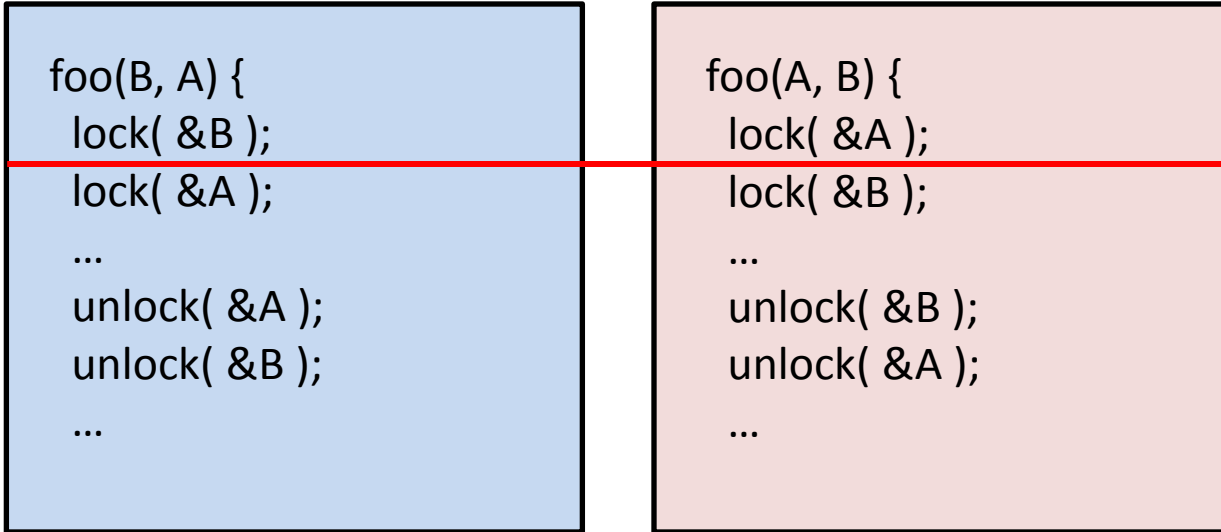 foo(B, A) {
lock( &B );
lock( &A );
…
unlock( &A );
unlock( &B );
…
foo(A, B) {
lock( &A );
lock( &B );
…
unlock( &B );
unlock( &A );
…